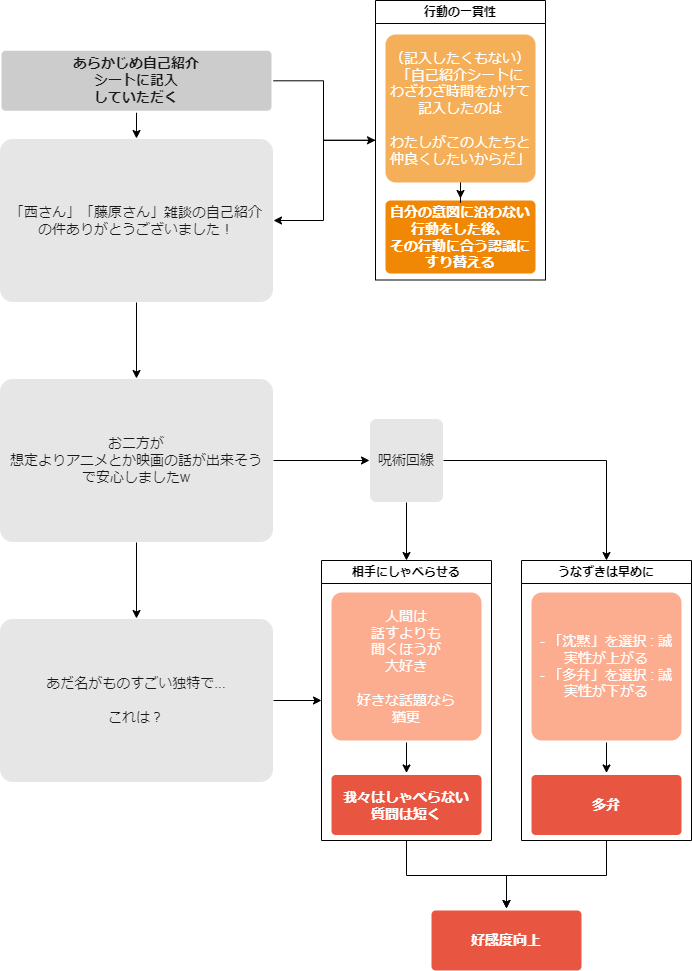 あらかじめ自己紹介
シートに記入
していただく
行動の一貫性
（記入したくもない）
「自己紹介シートに
わざわざ時間をかけて
記入したのは
わたしがこの人たちと
仲良くしたいからだ」
自分の意図に沿わない
行動をした後、
その行動に合う認識に
すり替える
「西さん」「藤原さん」雑談の自己紹介
の件ありがとうございました！
お二方が
想定よりアニメとか映画の話が出来そう
で安心しましたw
呪術回線
相手にしゃべらせる
人間は
話すよりも
聞くほうが
大好き
好きな話題なら
猶更
我々はしゃべらない
質問は短く
うなずきは早めに
- 「沈黙」を選択 : 誠
実性が上がる
- 「多弁」を選択 : 誠
実性が下がる
多弁
あだ名がものすごい独特で...
これは？
好感度向上